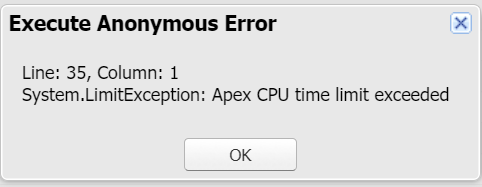 Execute Anonymous Error
Line: 35, Column: 1
System.LimitException: Apex CPU time limit exceeded
OK